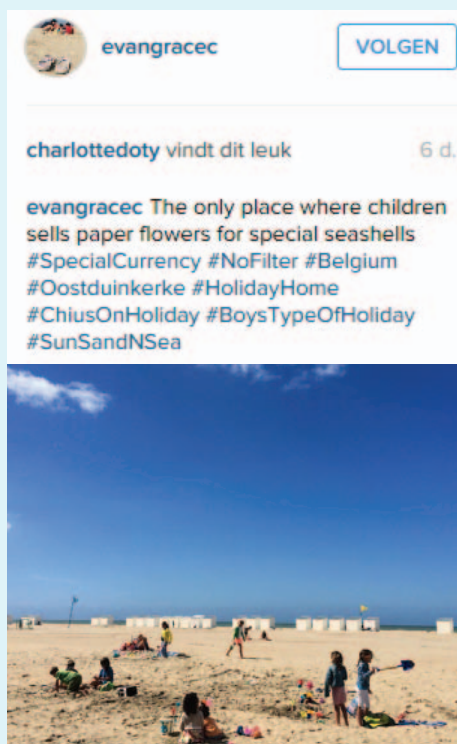 evangracec
VOLGEN
charlottedoty vindt dit leuk
6 d.
evangracec The only place where children
sells paper flowers for special seashells
#SpecialCurrency #NoFilter #Belgium
#Oostduinkerke #HolidayHome
#ChiusOnHoliday #BoysTypeOfHoliday
#SunSandNSea